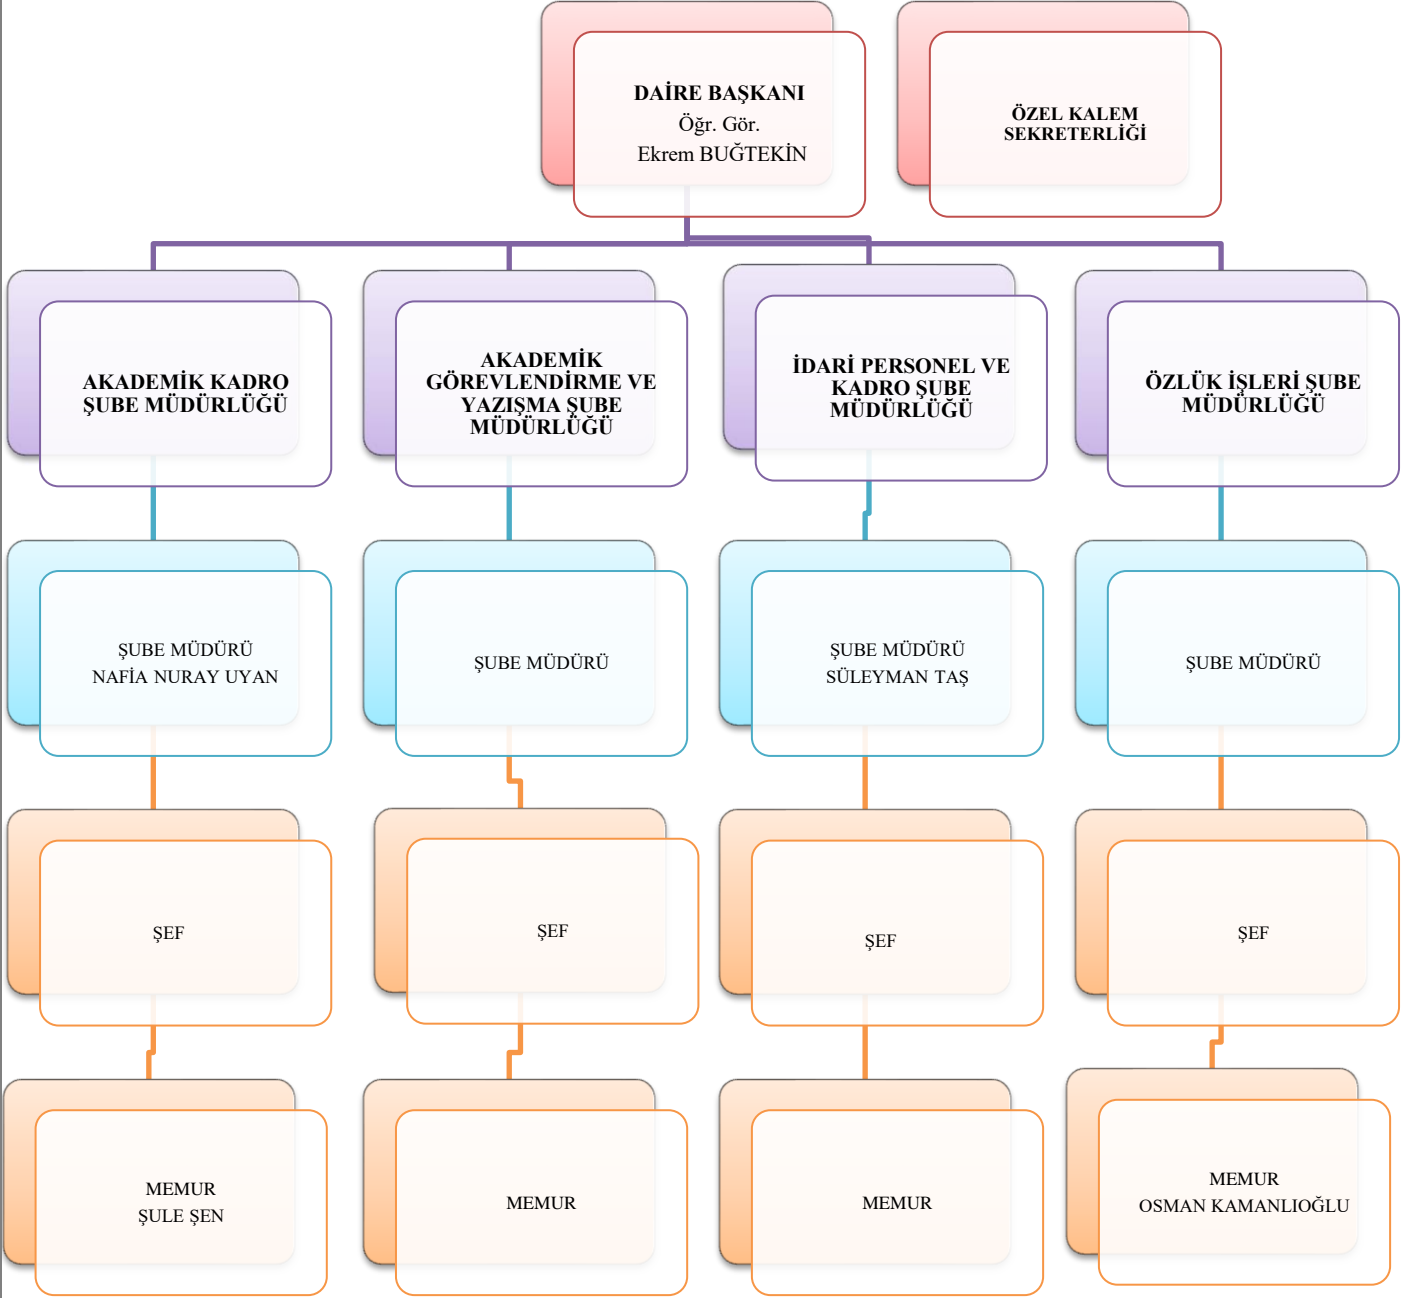 DAİRE BAŞKANI
Öğr. Gör.
Ekrem BUĞTEKİN
ÖZEL KALEM
SEKRETERLİĞİ
AKADEMİK KADRO
ŞUBE MÜDÜRLÜĞÜ
AKADEMİK
GÖREVLENDİRME VE
YAZIŞMA ŞUBE
MÜDÜRLÜĞÜ
İDARİ PERSONEL VE
KADRO ŞUBE
MÜDÜRLÜĞÜ
ÖZLÜK İŞLERİ ŞUBE
MÜDÜRLÜĞÜ
ŞUBE MÜDÜRÜ
NAFİA NURAY UYAN
ŞUBE MÜDÜRÜ
ŞUBE MÜDÜRÜ
SÜLEYMAN TAŞ
ŞUBE MÜDÜRÜ
ŞEF
ŞEF
ŞEF
ŞEF
MEMUR
ŞULE ŞEN
MEMUR
MEMUR
MEMUR
OSMAN KAMANLIOĞLU